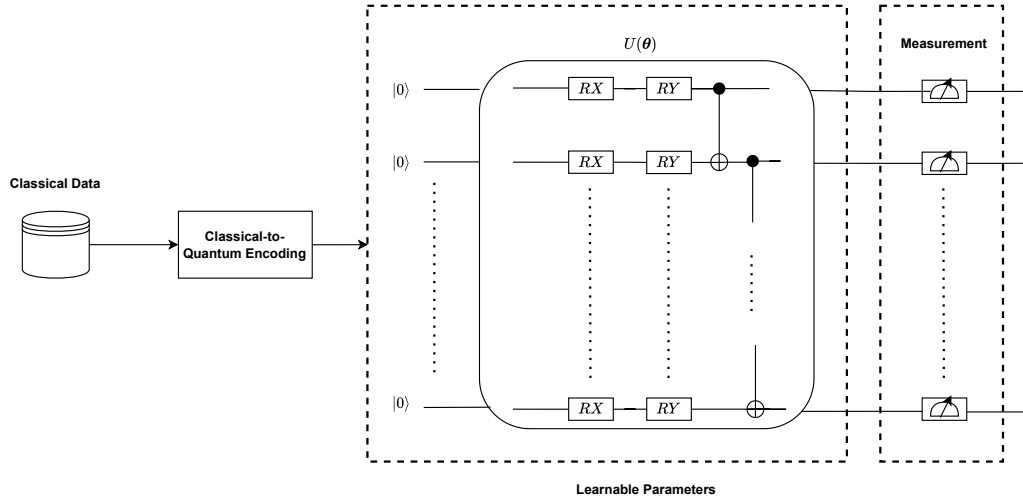 U(θ)
Measurement
|0⟩
RX
RY
|0⟩
RX
RY
Classical Data
Classical-to-
Quantum Encoding
|0⟩
RX
RY
Learnable Parameters